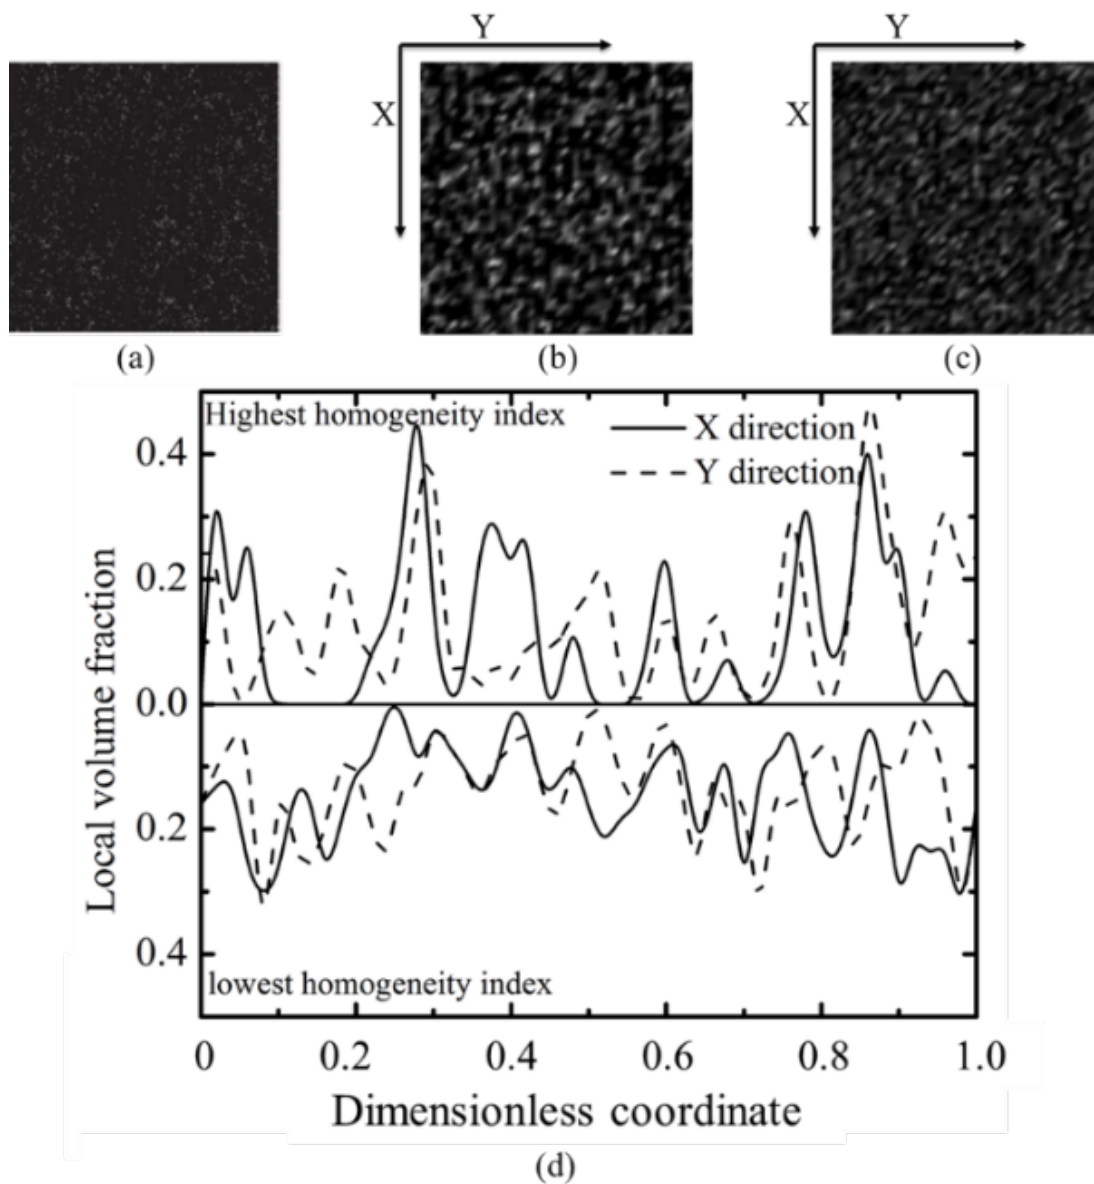 Y
Y
X
X
(a)
(b)
(c)
Highest homogeneity index
X direction
Y direction
0.4
0.2
0.0
0.2
0.4
Local volume fraction
lowest homogeneity index
0
0.2
0.4
0.6
0.8
1.0
Dimensionless coordinate
(d)